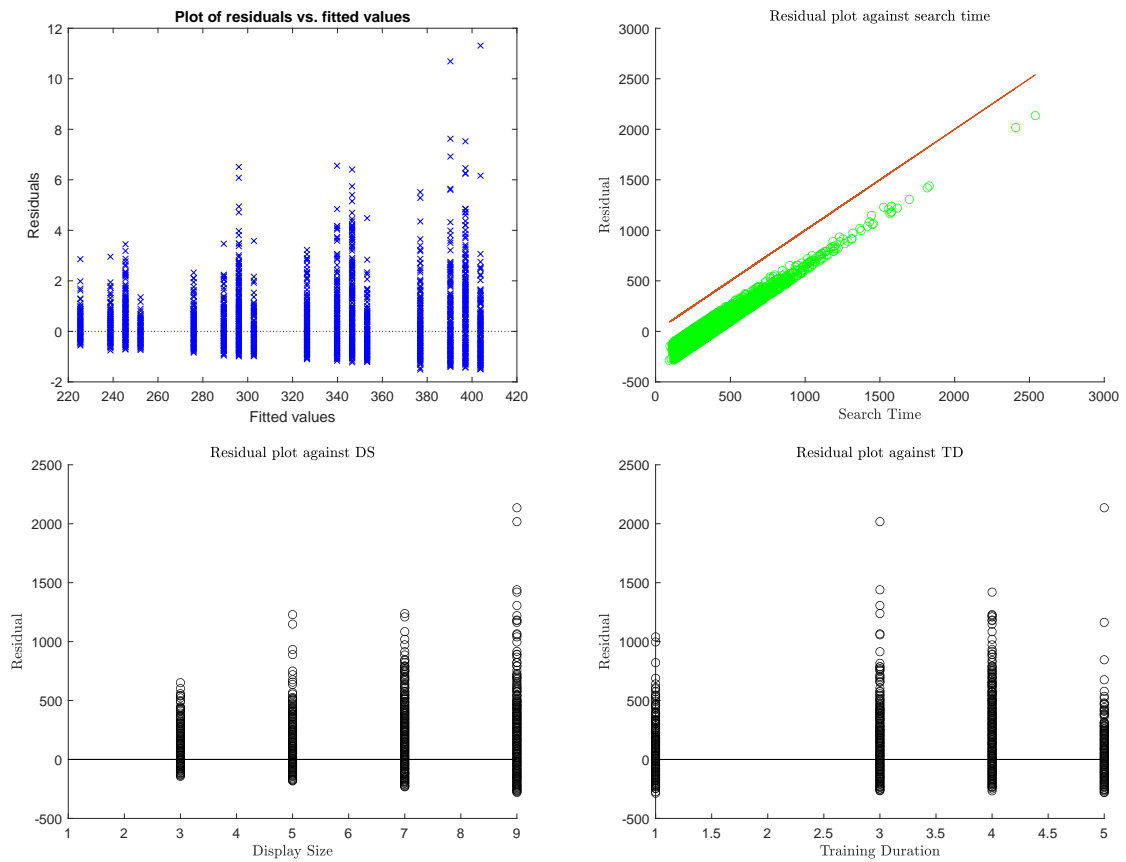 Plot of residuals vs. fitted values
12
10
8
6
4
2
0
-2
Residuals
220 240 260 280 300 320 340 360 380 400 420
Fitted values
Residual plot against search time
3000
2500
2000
1500
1000
500
0
-500
Residual
0 500 1000 1500 2000 2500 3000
Search Time
Residual plot against DS
2500
2000
1500
1000
500
0
-500
Residual
1 2 3 4 5 6 7 8 9
Display Size
Residual plot against TD
2500
2000
1500
1000
500
0
-500
Residual
1 1.5 2 2.5 3 3.5 4 4.5 5
Training Duration